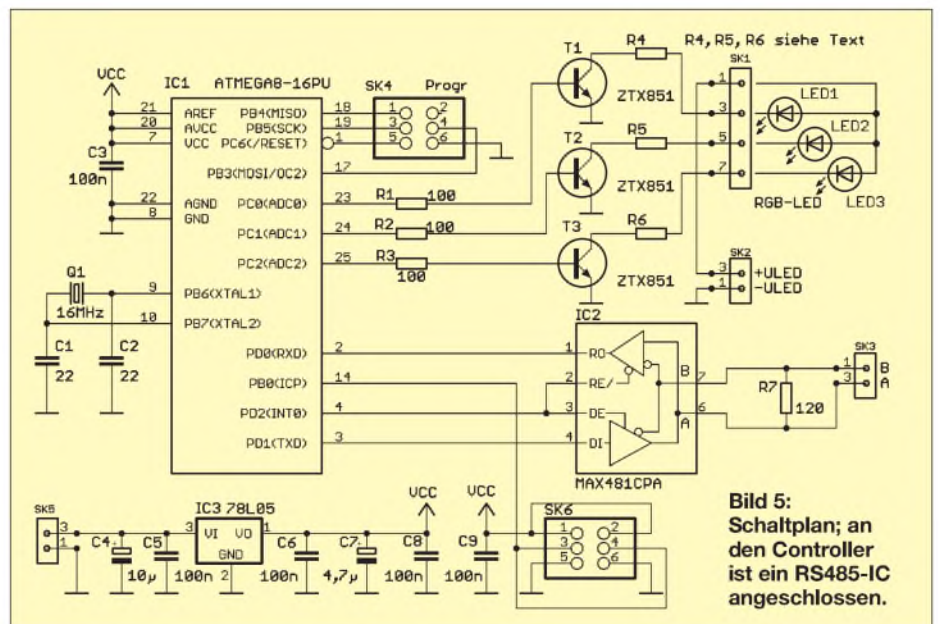 T1
R4
R4, R5, R6 siehe Text
SK1
VCC
IC1
ATMEGA8-16PU
SK4
Progr
ZTX851
LED1
21
AREF
PB4(MISO)
18
1
2
1
20
AVCC
PB5(SCK)
19
3
4
3
7
VCC
PC6(/RESET)
1
5
6
T2
R5
LED2
C3
100n
PB3(MOSI/OC2)
17
5
22
AGND
PC0(ADC0)
23
R1
100
ZTX851
7
8
GND
R2
RGB-LED
LED3
PC1(ADC1)
24
100
T3
R6
R3
PC2(ADC2)
25
100
SK2
Q1
ZTX851
3
+ULED
1
-ULED
9
PB6(XTAL1)
16MHz
IC2
10
PB7(XTAL2)
C1
C2
PD0(RXD)
2
1
RO
SK3
22
22
B
7
1
B
PB0(ICP)
14
2
RE/
R7
3
A
PD2(INT0)
4
3
DE
120
A
6
PD1(TXD)
3
4
DI
MAX481CPA
SK5
IC3
78L05
VCC
VCC
SK6
3
C4
+
C5
3
VI
VO
1
C6
C7
+
C8
C9
1
2
1
GND
3
4
2
5
6
10µ
100n
100n
4,7µ
100n
100n
Bild 5:
Schaltplan; an
den Controller
ist ein RS485-IC
angeschlossen.